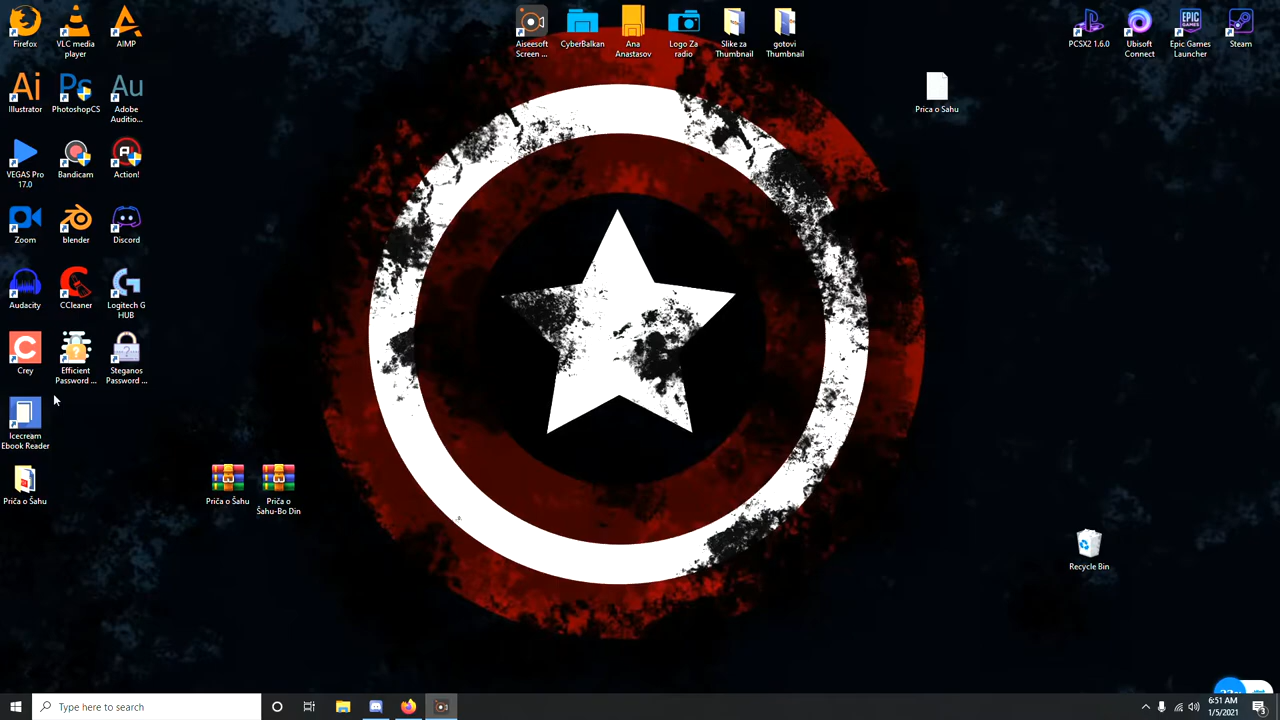 Firefox
VLC media
player
AIMP
Aiseesoft
Screen ...
CyberBalkan
Ana
Anastasov
Logo Za
radio
Slike za
Thumbnail
gotovi
Thumbnail
PCSX2 1.6.0
Ubisoft
Connect
Epic Games
Launcher
Steam
Illustrator
PhotoshopCS
Adobe
Auditio...
Prica o Sahu
VEGAS Pro
17.0
Bandicam
Action!
Zoom
blender
Discord
Audacity
CCleaner
Logitech G
HUB
Crey
Efficient
Password ...
Steganos
Password ...
Icecream
Ebook Reader
Priča o Šahu
Priča o Šahu
Priča o
Šahu-Bo Din
Recycle Bin
Type here to search
6:51 AM
1/5/2021